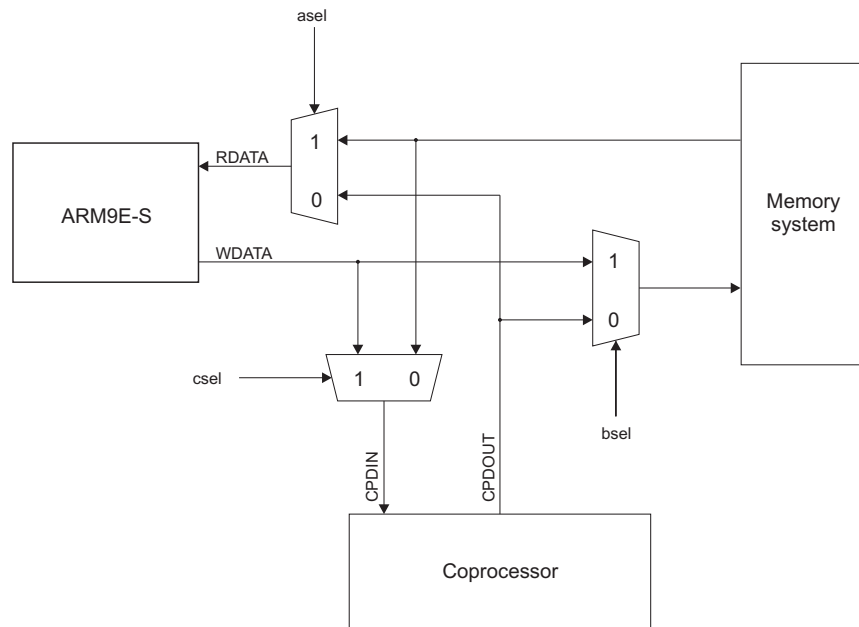 asel
1
RDATA
0
ARM9E-S
Memory
system
WDATA
1
0
csel
1 0
bsel
CPDIN
CPDOUT
Coprocessor